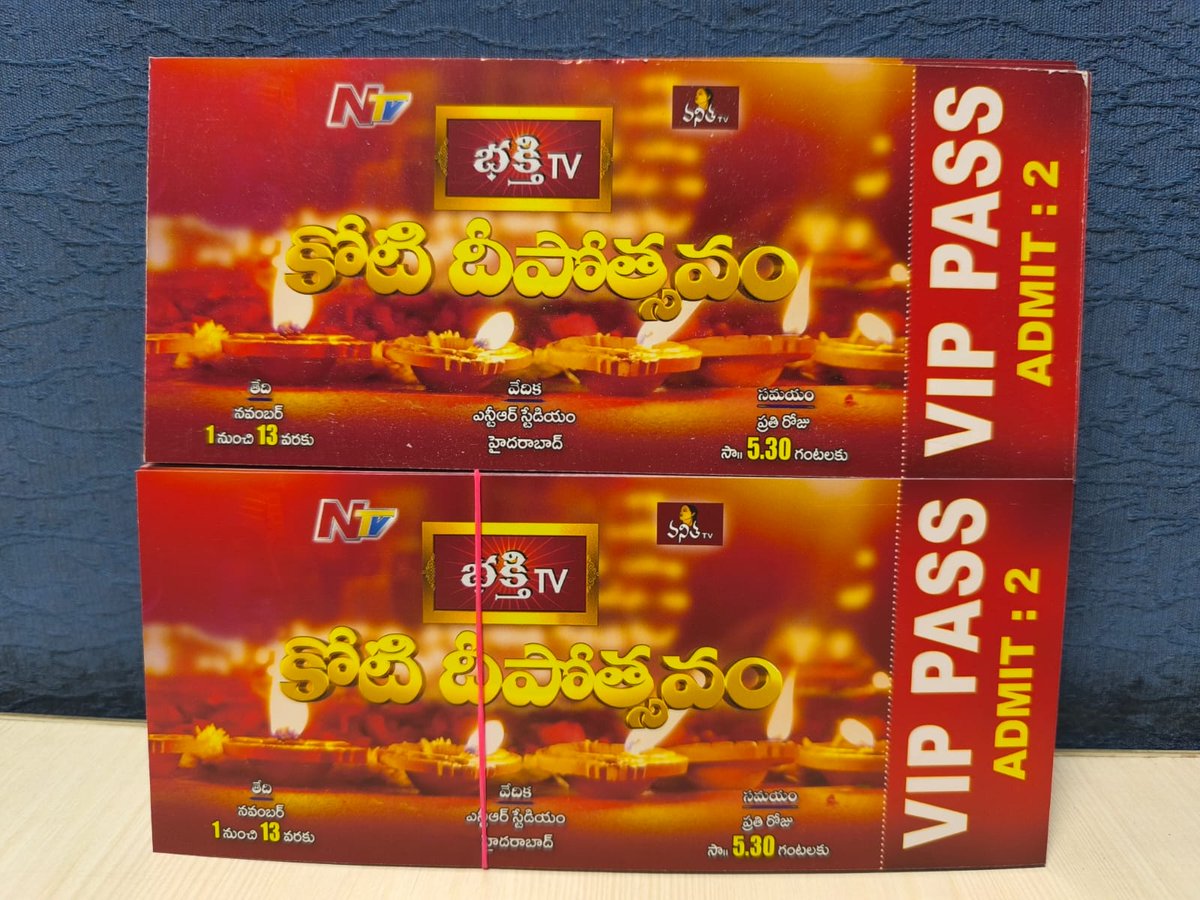 NTV
భక్తి TV
వనిత TV
కోటి దీపోత్సవం
తేది
నవంబర్
1 నుంచి 13 వరకు
వేదిక
ఎన్టీఆర్ స్టేడియం
హైదరాబాద్
సమయం
ప్రతి రోజు
సా॥ 5.30 గంటలకు
VIP PASS
ADMIT : 2
NTV
భక్తి TV
వనిత TV
కోటి దీపోత్సవం
తేది
నవంబర్
1 నుంచి 13 వరకు
వేదిక
ఎన్టీఆర్ స్టేడియం
హైదరాబాద్
సమయం
ప్రతి రోజు
సా॥ 5.30 గంటలకు
VIP PASS
ADMIT : 2